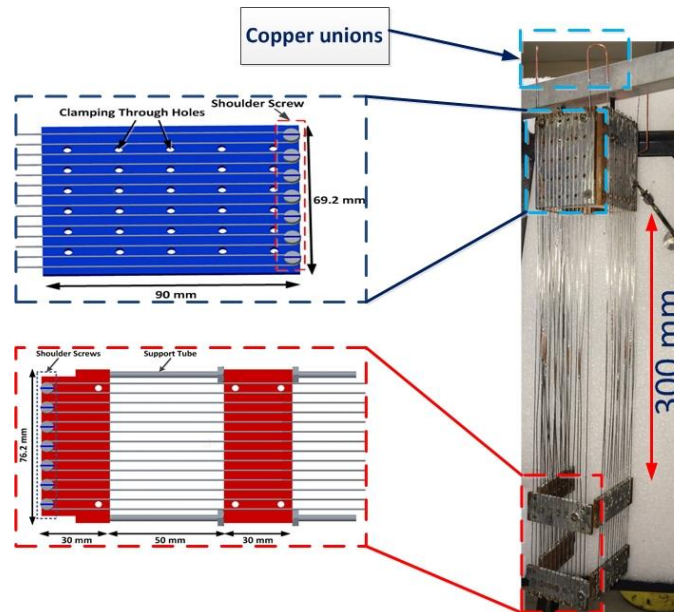 Copper unions
Clamping Through Holes
Shoulder Screw
69.2 mm
90 mm
300 mm
Shoulder Screws
Support Tube
76.2 mm
30 mm
50 mm
30 mm